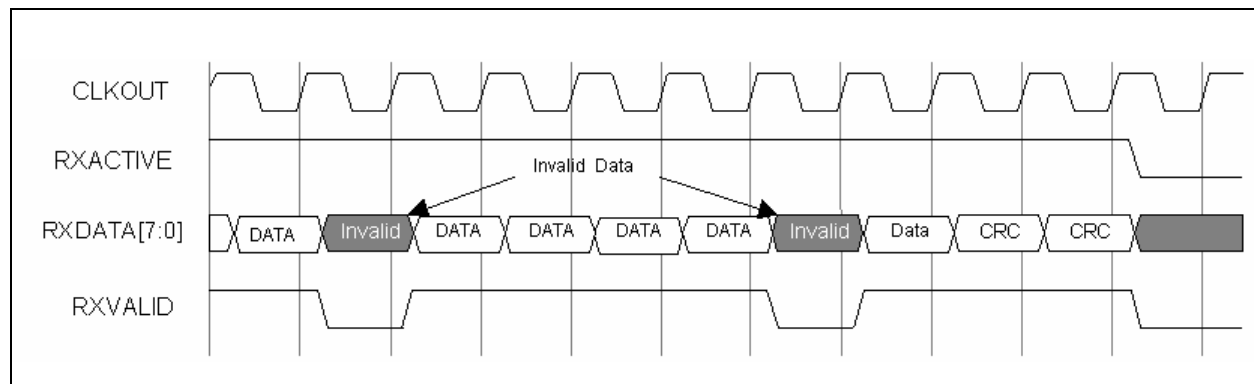 CLKOUT
RXACTIVE
Invalid Data
RXDATA[7:0]
DATA Invalid DATA DATA DATA DATA Invalid Data CRC CRC
RXVALID